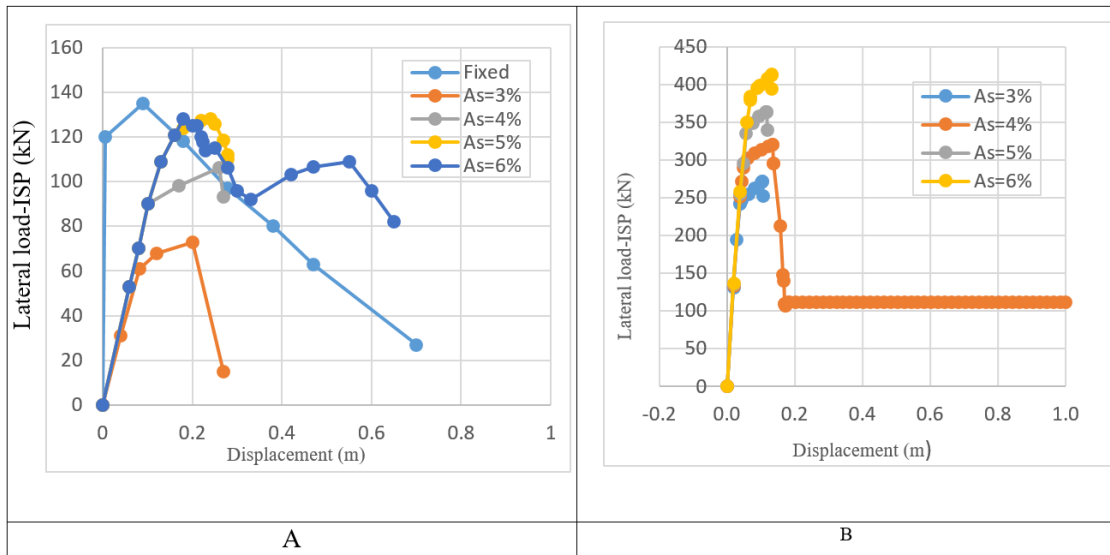 160
140
120
100
80
60
40
20
0
Lateral load-ISP (kN)
Fixed
As=3%
As=4%
As=5%
As=6%
0 0.2 0.4 0.6 0.8 1
Displacement (m)
A
450
400
350
300
250
200
150
100
50
0
Lateral load-ISP (kN)
As=3%
As=4%
As=5%
As=6%
-0.2 0.0 0.2 0.4 0.6 0.8 1.0
Displacement (m)
B